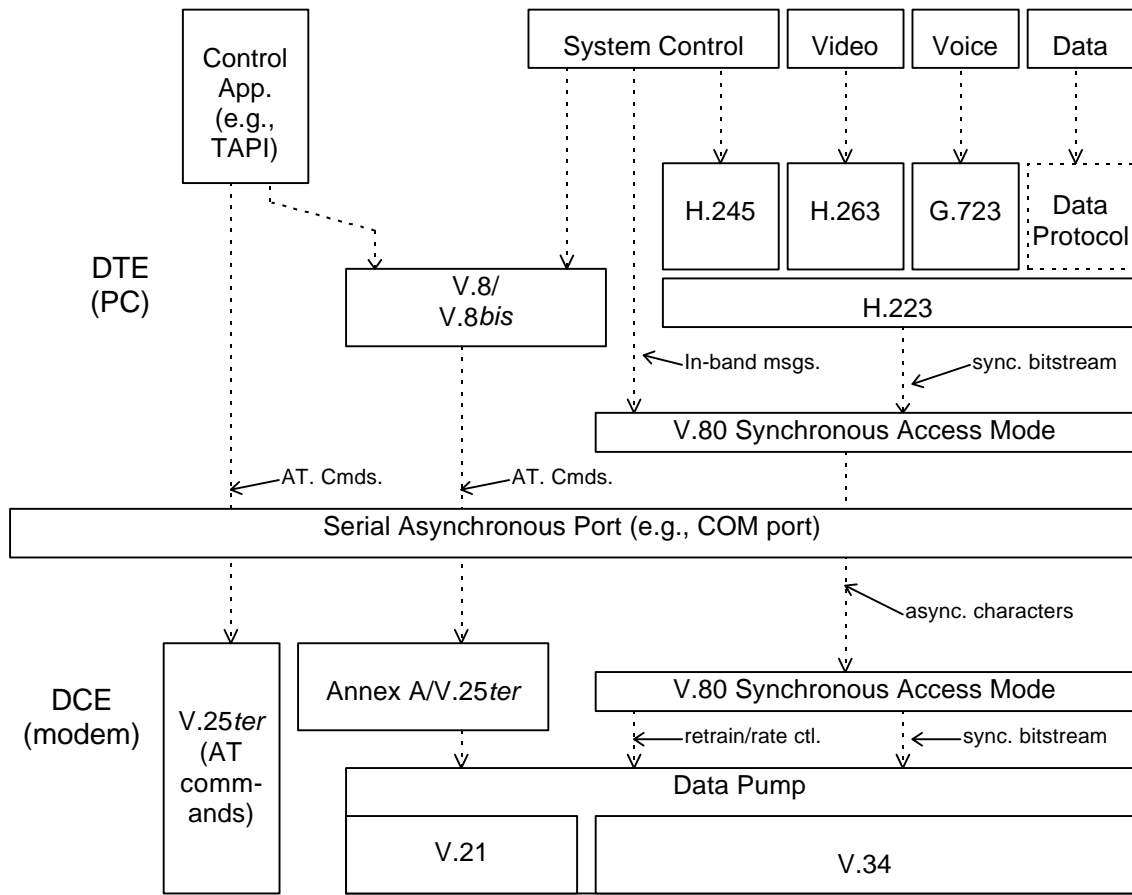 Control
App.
(e.g.,
TAPI)
System Control
Video
Voice
Data
H.245
H.263
G.723
Data
Protocol
DTE
(PC)
V.8/
V.8bis
H.223
In-band msgs.
sync. bitstream
V.80 Synchronous Access Mode
AT. Cmds.
AT. Cmds.
Serial Asynchronous Port (e.g., COM port)
async. characters
DCE
(modem)
V.25ter
(AT
comm-
ands)
Annex A/V.25ter
V.80 Synchronous Access Mode
retrain/rate ctl.
sync. bitstream
Data Pump
V.21
V.34